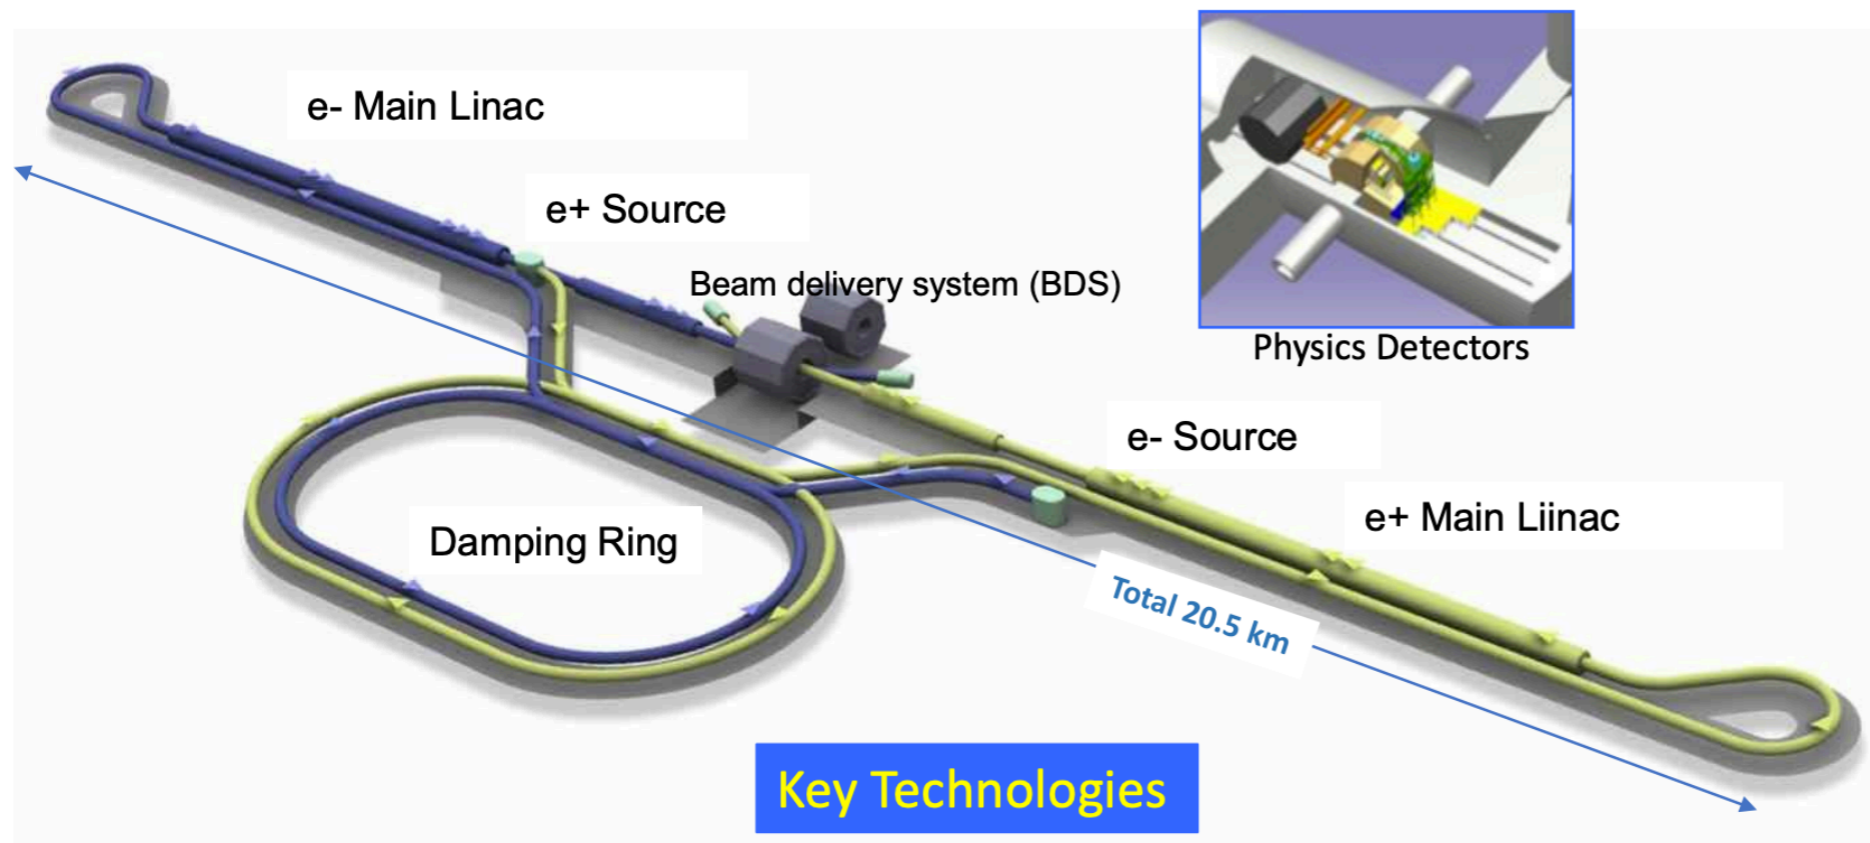 e- Main Linac
e+ Source
Beam delivery system (BDS)
Physics Detectors
e- Source
e+ Main Liinac
Damping Ring
Total 20.5 km
Key Technologies